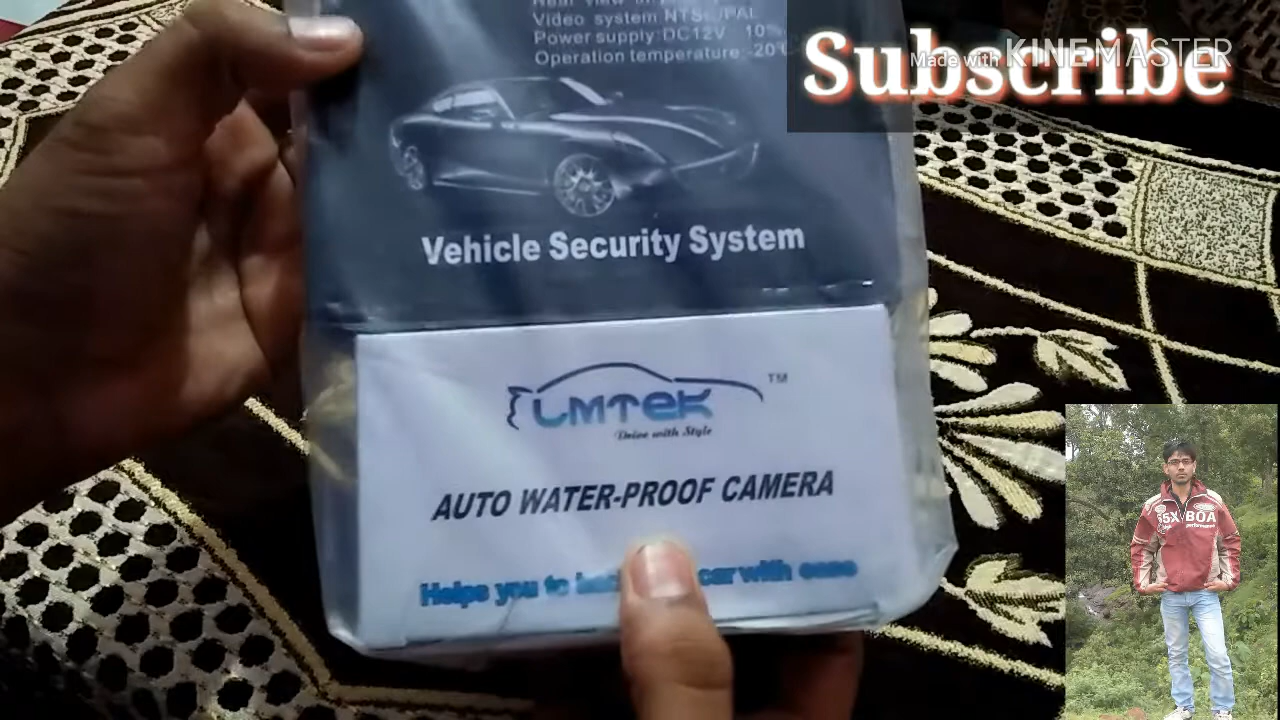 Video system NTSC/PAL
Power supply:DC12V 10%
Operation temperature -20
Subscribe
Made with KINEMASTER
Vehicle Security System
LMTEK TM
Drive with Style
AUTO WATER-PROOF CAMERA
Helps you to car with ease
BOA